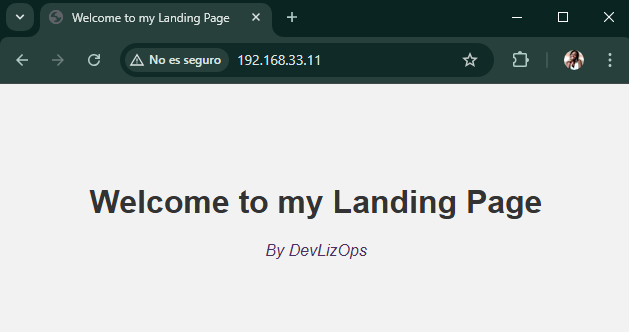 Welcome to my Landing Page
No es seguro
192.168.33.11
Welcome to my Landing Page
By DevLizOps